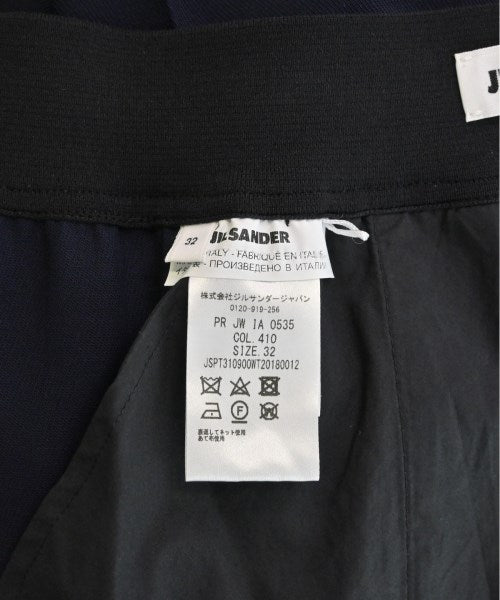 32
JIL SANDER
ITALY - FABRIQUÉ EN ITALIE
- ПРОИЗВЕДЕНО В ИТАЛИИ
株式会社ジルサンダージャパン
0120-919-256
PR JW IA 0535
COL.410
SIZE.32
JSPT310900WT20180012
F W
裏返してネット使用
あて布使用